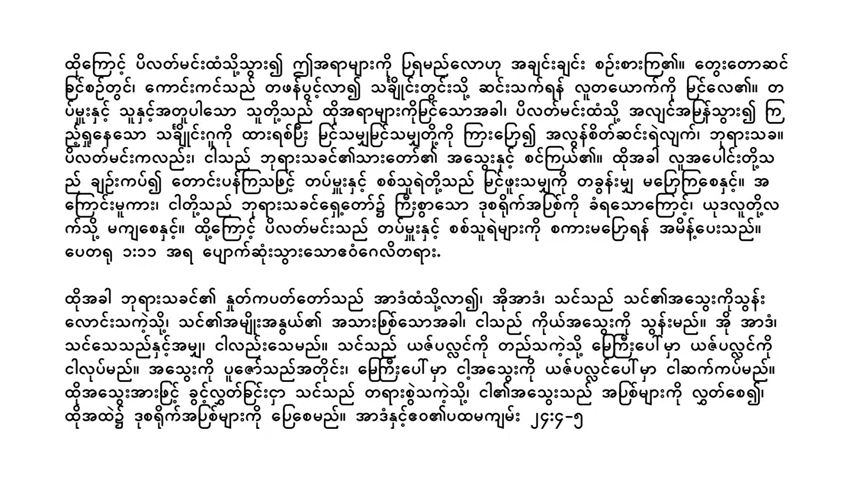 ထိုကြောင့် ပိလတ်မင်းထံသို့သွား၍ ဤအရာများကို ပြရမည်လောဟု အချင်းချင်း စဉ်းစားကြ၏။ တွေးတောဆင်
ခြင်စဉ်တွင်၊ ကောင်းကင်သည် တဖန်ပွင့်လာ၍ သင်္ချိုင်းတွင်းသို့ ဆင်းသက်ရန် လူတယောက်ကို မြင်လေ၏။ တ
ပ်မှူးနှင့် သူနှင့်အတူပါသော သူတို့သည် ထိုအရာများကိုမြင်သောအခါ၊ ပိလတ်မင်းထံသို့ အလျင်အမြန်သွား၍ ကြ
ည့်ရှုနေသော သင်္ချိုင်းဂူကို ထားရစ်ပြီး မြင်သမျှမြင်သမျှတို့ကို ကြားပြော၍ အလွန်စိတ်ဆင်းရဲလျက်၊ ဘုရားသခ။
ပိလတ်မင်းကလည်း၊ ငါသည် ဘုရားသခင်၏သားတော်၏ အသွေးနှင့် စင်ကြယ်၏။ ထိုအခါ လူအပေါင်းတို့သ
ည် ချဉ်းကပ်၍ တောင်းပန်ကြသဖြင့် တပ်မှူးနှင့် စစ်သူရဲတို့သည် မြင်ဖူးသမျှကို တခွန်းမျှ မပြောကြစေနှင့်။ အ
ကြောင်းမူကား၊ ငါတို့သည် ဘုရားသခင်ရှေ့တော်၌ ကြီးစွာသော ဒုစရိုက်အပြစ်ကို ခံရသောကြောင့်၊ ယုဒလူတို့လ
က်သို့ မကျစေနှင့်။ ထို့ကြောင့် ပိလတ်မင်းသည် တပ်မှူးနှင့် စစ်သူရဲများကို စကားမပြောရန် အမိန့်ပေးသည်။
ပေတရု ၁း၁၁ အရ ပျောက်ဆုံးသွားသောဧဝံဂေလိတရား.
ထိုအခါ ဘုရားသခင်၏ နှုတ်ကပတ်တော်သည် အာဒံထံသို့လာ၍၊ အိုအာဒံ၊ သင်သည် သင်၏အသွေးကိုသွန်း
လောင်းသကဲ့သို့၊ သင်၏အမျိုးအနွယ်၏ အသားဖြစ်သောအခါ၊ ငါသည် ကိုယ်အသွေးကို သွန်းမည်။ အို အာဒံ၊
သင်သေသည်နှင့်အမျှ၊ ငါလည်းသေမည်။ သင်သည် ယဇ်ပလ္လင်ကို တည်သကဲ့သို့ မြေကြီးပေါ်မှာ ယဇ်ပလ္လင်ကို
ငါလုပ်မည်။ အသွေးကို ပူဇော်သည်အတိုင်း၊ မြေကြီးပေါ်မှာ ငါ့အသွေးကို ယဇ်ပလ္လင်ပေါ်မှာ ငါဆက်ကပ်မည်။
ထိုအသွေးအားဖြင့် ခွင့်လွှတ်ခြင်းငှာ သင်သည် တရားစွဲသကဲ့သို့၊ ငါ၏အသွေးသည် အပြစ်များကို လွှတ်စေ၍၊
ထိုအထဲ၌ ဒုစရိုက်အပြစ်များကို ပြေစေမည်။ အာဒံနှင့်ဧဝ၏ပထမကျမ်း ၂၄:၄-၅